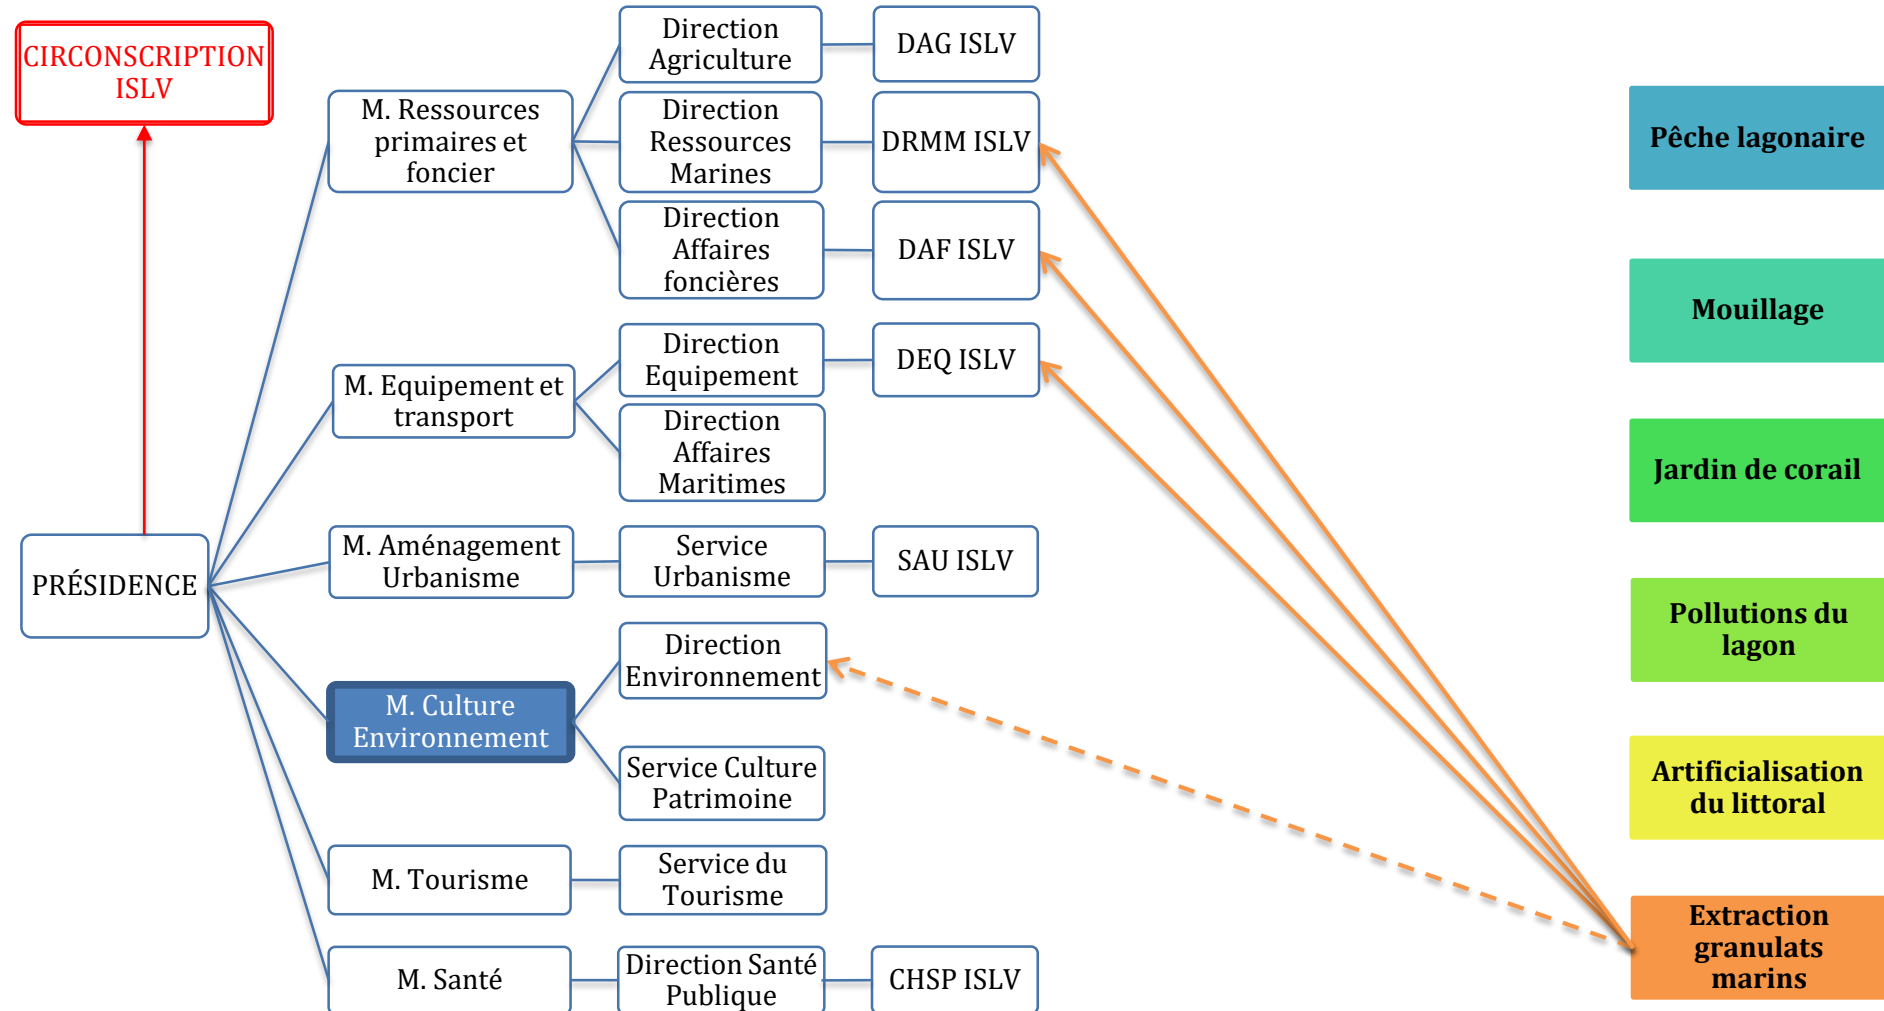 CIRCONSCRIPTION
ISLV
PRÉSIDENCE
M. Ressources
primaires et
foncier
M. Equipement et
transport
M. Aménagement
Urbanisme
M. Culture
Environnement
M. Tourisme
M. Santé
Direction
Agriculture
Direction
Ressources
Marines
Direction
Affaires
foncières
Direction
Equipement
Direction
Affaires
Maritimes
Service
Urbanisme
Direction
Environnement
Service Culture
Patrimoine
Service du
Tourisme
Direction Santé
Publique
DAG ISLV
DRMM ISLV
DAF ISLV
DEQ ISLV
SAU ISLV
CHSP ISLV
Pêche lagonaire
Mouillage
Jardin de corail
Pollutions du
lagon
Artificialisation
du littoral
Extraction
granulats
marins